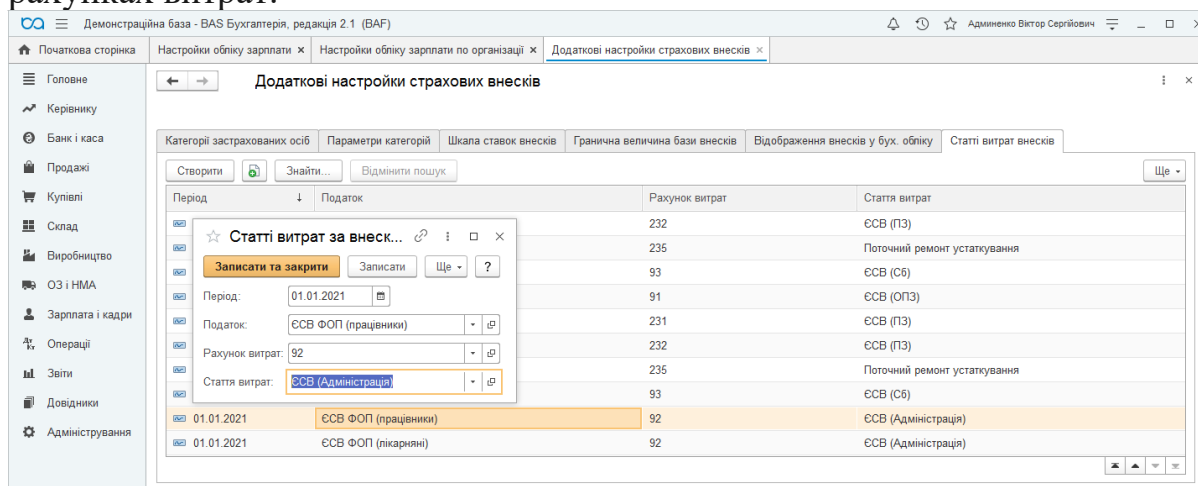 рахунках витрат.
Демонстраційна база - BAS Бухгалтерія, редакція 2.1 (BAF)
Админенко Віктор Сергійович
Початкова сторінка
Настройки обліку зарплати ×
Настройки обліку зарплати по організації ×
Додаткові настройки страхових внесків ×
Головне
Керівнику
Банк і каса
Продажі
Купівлі
Склад
Виробництво
ОЗ і НМА
Зарплата і кадри
Операції
Звіти
Довідники
Адміністрування
Додаткові настройки страхових внесків
Категорії застрахованих осіб
Параметри категорій
Шкала ставок внесків
Гранична величина бази внесків
Відображення внесків у бух. обліку
Статті витрат внесків
Створити
Знайти...
Відмінити пошук
Ще
Період ↓ Податок Рахунок витрат Стаття витрат
232 ЄСВ (ПЗ)
235 Поточний ремонт устаткування
93 ЄСВ (Сб)
91 ЄСВ (ОПЗ)
231 ЄСВ (ПЗ)
232 ЄСВ (ПЗ)
235 Поточний ремонт устаткування
93 ЄСВ (Сб)
01.01.2021 ЄСВ ФОП (працівники) 92 ЄСВ (Адміністрація)
01.01.2021 ЄСВ ФОП (лікарняні) 92 ЄСВ (Адміністрація)
Статті витрат за внеск...
Записати та закрити
Записати
Ще
?
Період: 01.01.2021
Податок: ЄСВ ФОП (працівники)
Рахунок витрат: 92
Стаття витрат: ЄСВ (Адміністрація)